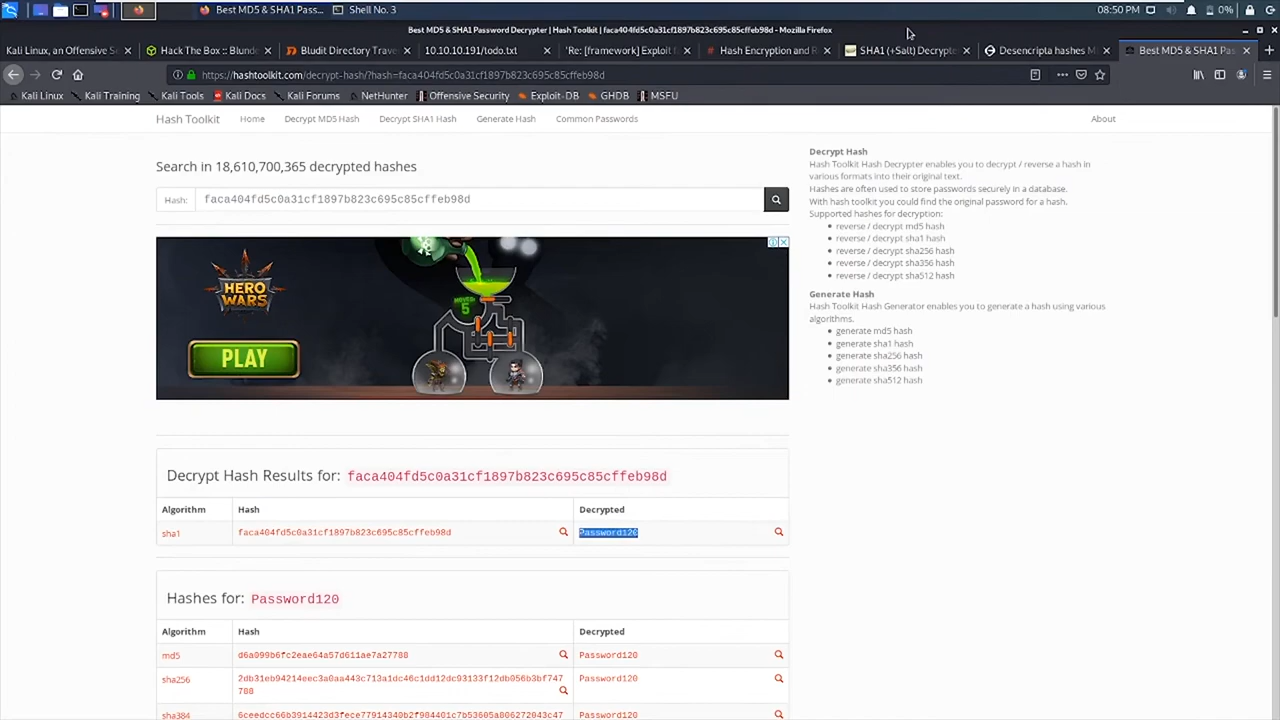 Best MD5 & SHA1 Pass...
Shell No. 3
08:50 PM
0%
Best MD5 & SHA1 Password Decrypter | Hash Toolkit | faca404fd5c0a31cf1897b823c695c85cffeb98d - Mozilla Firefox
Kali Linux, an Offensive S
Hack The Box :: Blund
Bludit Directory Trave
10.10.10.191/todo.txt
'Re: [framework] Exploit f
Hash Encryption and R
SHA1 (+Salt) Decrypte
Desencripta hashes M
Best MD5 & SHA1 Pas
https://hashtoolkit.com/decrypt-hash/?hash=faca404fd5c0a31cf1897b823c695c85cffeb98d
Kali Linux
Kali Training
Kali Tools
Kali Docs
Kali Forums
NetHunter
Offensive Security
Exploit-DB
GHDB
MSFU
Hash Toolkit
Home
Decrypt MD5 Hash
Decrypt SHA1 Hash
Generate Hash
Common Passwords
About
Search in 18,610,700,365 decrypted hashes
Hash:
faca404fd5c0a31cf1897b823c695c85cffeb98d
HERO
WARS
PLAY
MOVES:
5
Decrypt Hash Results for: faca404fd5c0a31cf1897b823c695c85cffeb98d
Algorithm Hash Decrypted
sha1 faca404fd5c0a31cf1897b823c695c85cffeb98d Password120
Hashes for: Password120
Algorithm Hash Decrypted
md5 d6a099b6fc2eae64a57d611ae7a27788 Password120
sha256 2db31eb94214eec3a0aa443c713a1dc46c1dd12dc93133f12db056b3bf747 Password120
788
sha384 6ceedcc66b3914423d3fece77914340b2f984401c7b53605a806272043c47 Password120
Decrypt Hash
Hash Toolkit Hash Decrypter enables you to decrypt / reverse a hash in
various formats into their original text.
Hashes are often used to store passwords securely in a database.
With hash toolkit you could find the original password for a hash.
Supported hashes for decryption:
reverse / decrypt md5 hash
reverse / decrypt sha1 hash
reverse / decrypt sha256 hash
reverse / decrypt sha356 hash
reverse / decrypt sha512 hash
Generate Hash
Hash Toolkit Hash Generator enables you to generate a hash using various
algorithms.
generate md5 hash
generate sha1 hash
generate sha256 hash
generate sha356 hash
generate sha512 hash